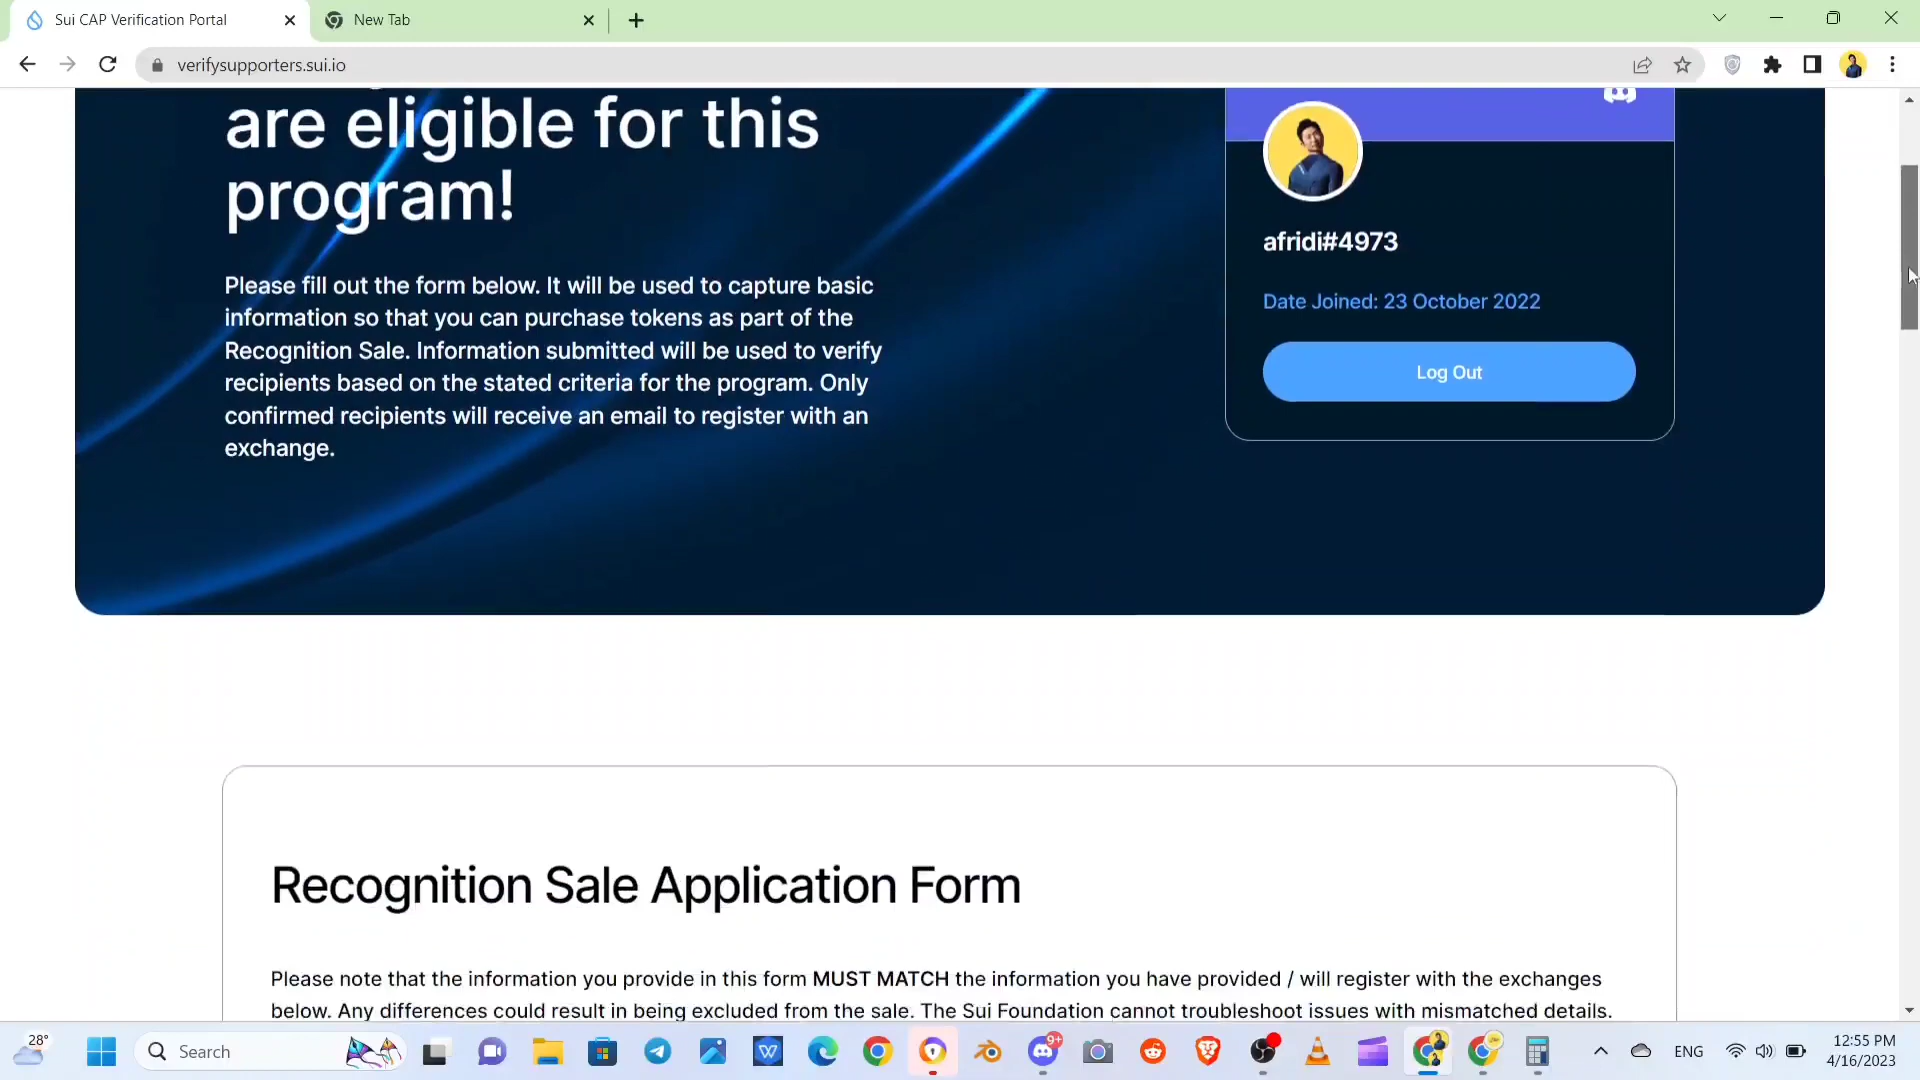 Sui CAP Verification Portal
New Tab
verifysupporters.sui.io
are eligible for this
program!
Please fill out the form below. It will be used to capture basic
information so that you can purchase tokens as part of the
Recognition Sale. Information submitted will be used to verify
recipients based on the stated criteria for the program. Only
confirmed recipients will receive an email to register with an
exchange.
afridi#4973
Date Joined: 23 October 2022
Log Out
Recognition Sale Application Form
Please note that the information you provide in this form MUST MATCH the information you have provided / will register with the exchanges
below. Any differences could result in being excluded from the sale. The Sui Foundation cannot troubleshoot issues with mismatched details.
28°
Search
9+
ENG
12:55 PM
4/16/2023